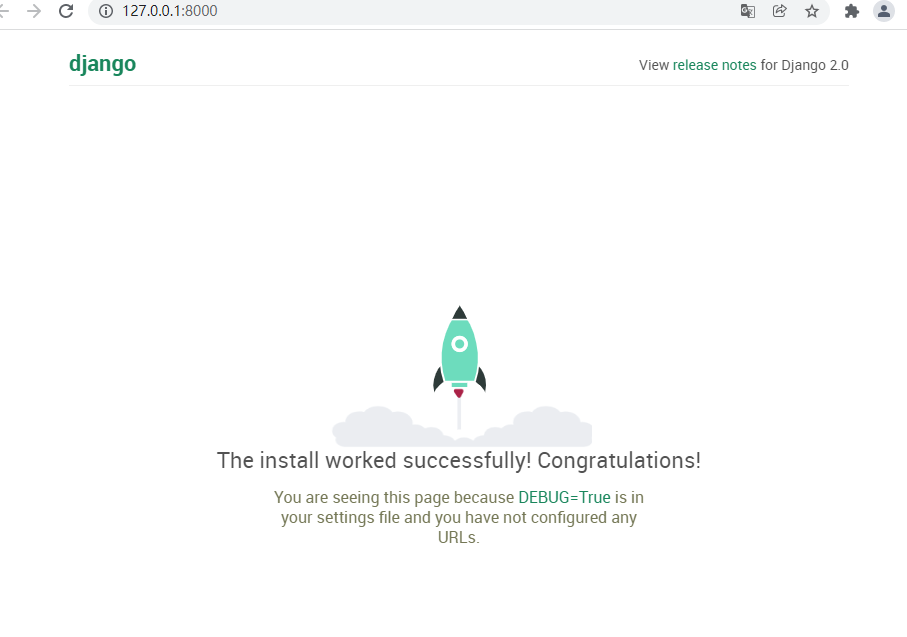 127.0.0.1:8000
django
View release notes for Django 2.0
The install worked successfully! Congratulations!
You are seeing this page because DEBUG=True is in
your settings file and you have not configured any
URLs.